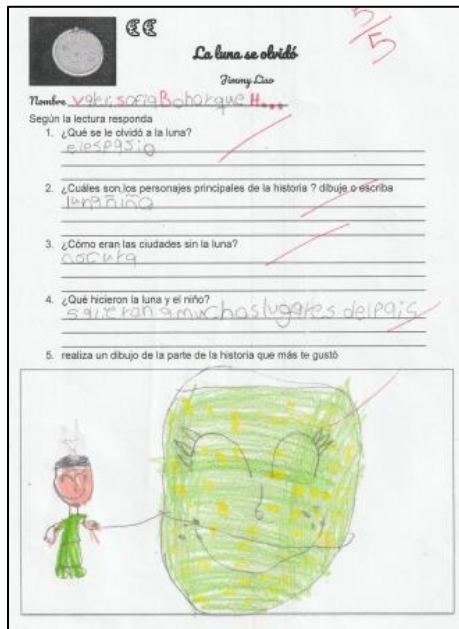 5/5
La luna se olvidó
Jimmy Liao
Nombre Valeri Sofia Bohorque H...
Según la lectura responda
1. ¿Qué se le olvidó a la luna?
elespasio
2. ¿Cuáles son los personajes principales de la historia ? dibuje o escriba
lunaniño
3. ¿Cómo eran las ciudades sin la luna?
4. ¿Qué hicieron la luna y el niño?
salieron a muchoslugares delpais
5. realiza un dibujo de la parte de la historia que más te gustó